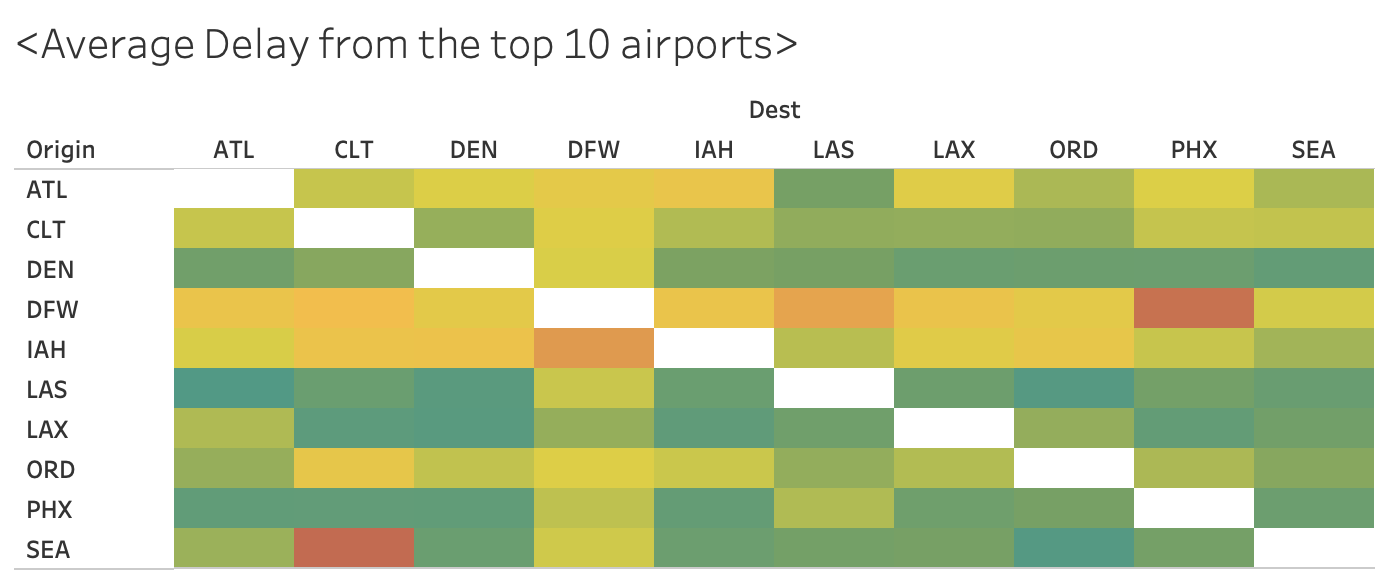 <Average Delay from the top 10 airports>
Dest
Origin ATL CLT DEN DFW IAH LAS LAX ORD PHX SEA
ATL
CLT
DEN
DFW
IAH
LAS
LAX
ORD
PHX
SEA